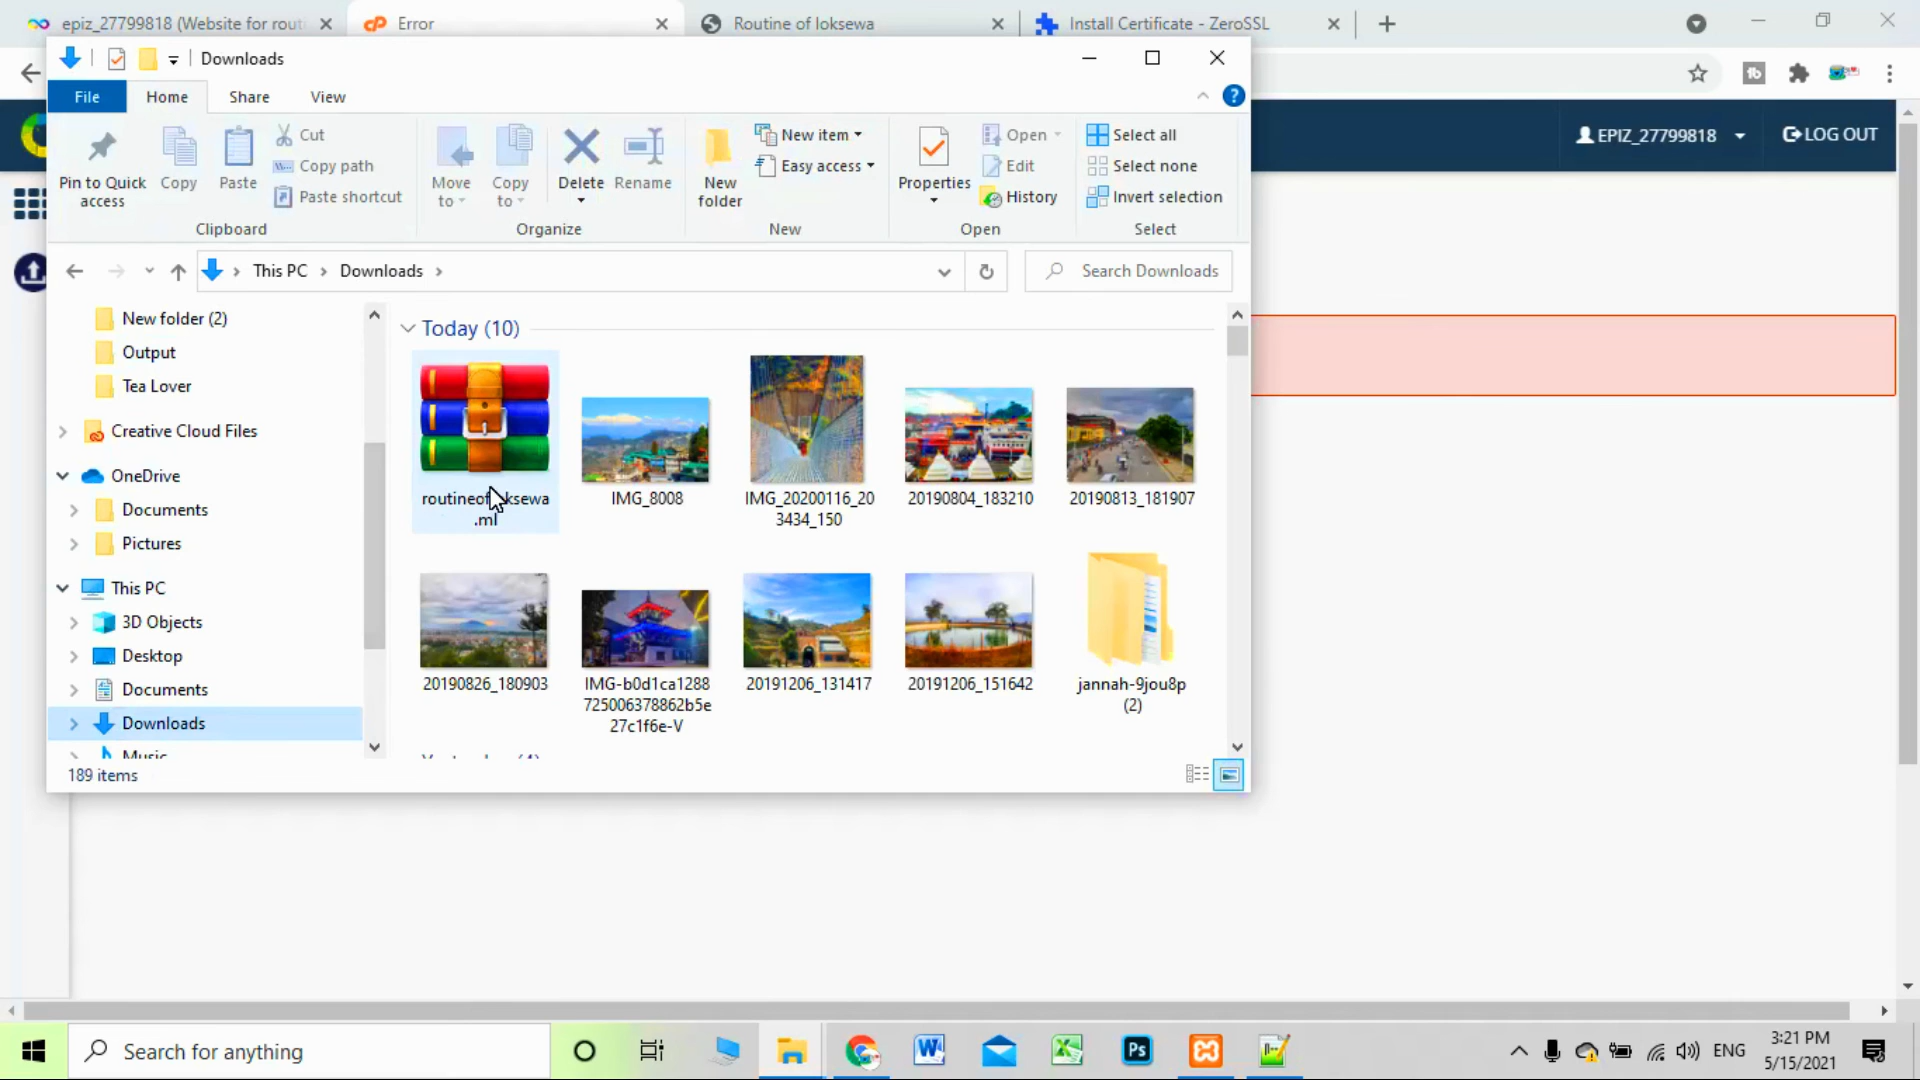 epiz_27799818 (Website for routi
Error
Routine of loksewa
Install Certificate - ZeroSSL
Downloads
File
Home
Share
View
EPIZ_27799818
LOG OUT
Pin to Quick access
Copy
Paste
Cut
Copy path
Paste shortcut
Move to
Copy to
Delete
Rename
New folder
New item
Easy access
Properties
Open
Edit
History
Select all
Select none
Invert selection
Clipboard
Organize
New
Open
Select
This PC
Downloads
Search Downloads
New folder (2)
Output
Tea Lover
Creative Cloud Files
OneDrive
Documents
Pictures
This PC
3D Objects
Desktop
Documents
Downloads
Music
Today (10)
routineofloksewa
.ml
IMG_8008
IMG_20200116_20
3434_150
20190804_183210
20190813_181907
20190826_180903
IMG-b0d1ca1288
725006378862b5e
27c1f6e-V
20191206_131417
20191206_151642
jannah-9jou8p
(2)
189 items
Search for anything
Ps
ENG
3:21 PM
5/15/2021